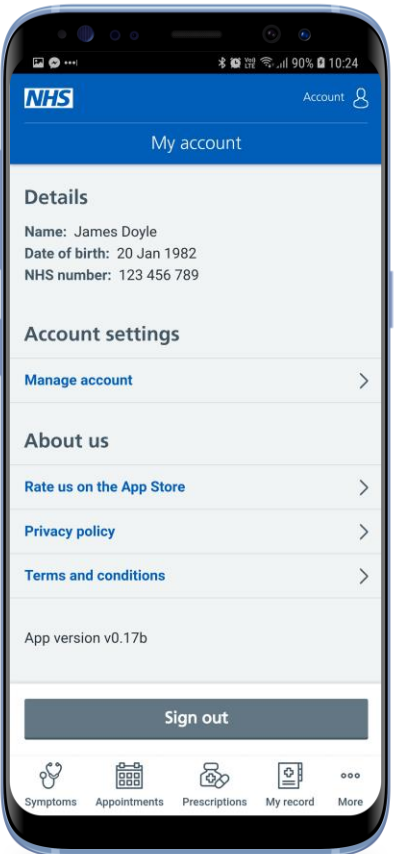 90% 10:24
NHS
Account
My account
Details
Name: James Doyle
Date of birth: 20 Jan 1982
NHS number: 123 456 789
Account settings
Manage account
About us
Rate us on the App Store
Privacy policy
Terms and conditions
App version v0.17b
Sign out
Symptoms Appointments Prescriptions My record More